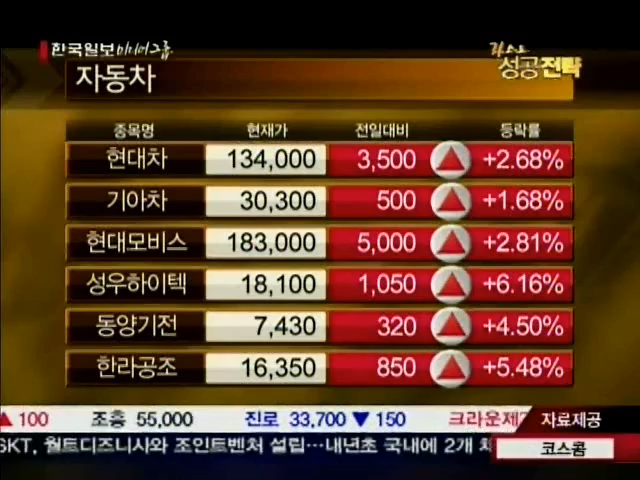 한국일보 미디어그룹
성공전략
자동차
종목명 현재가 전일대비 등락률
현대차 134,000 3,500 ▲ +2.68%
기아차 30,300 500 ▲ +1.68%
현대모비스 183,000 5,000 ▲ +2.81%
성우하이텍 18,100 1,050 ▲ +6.16%
동양기전 7,430 320 ▲ +4.50%
한라공조 16,350 850 ▲ +5.48%
▲ 100 조흥 55,000 진로 33,700 ▼ 150 크라운제 자료제공
SKT, 월트디즈니사와 조인트벤처 설립…내년초 국내에 2개 채 코스콤